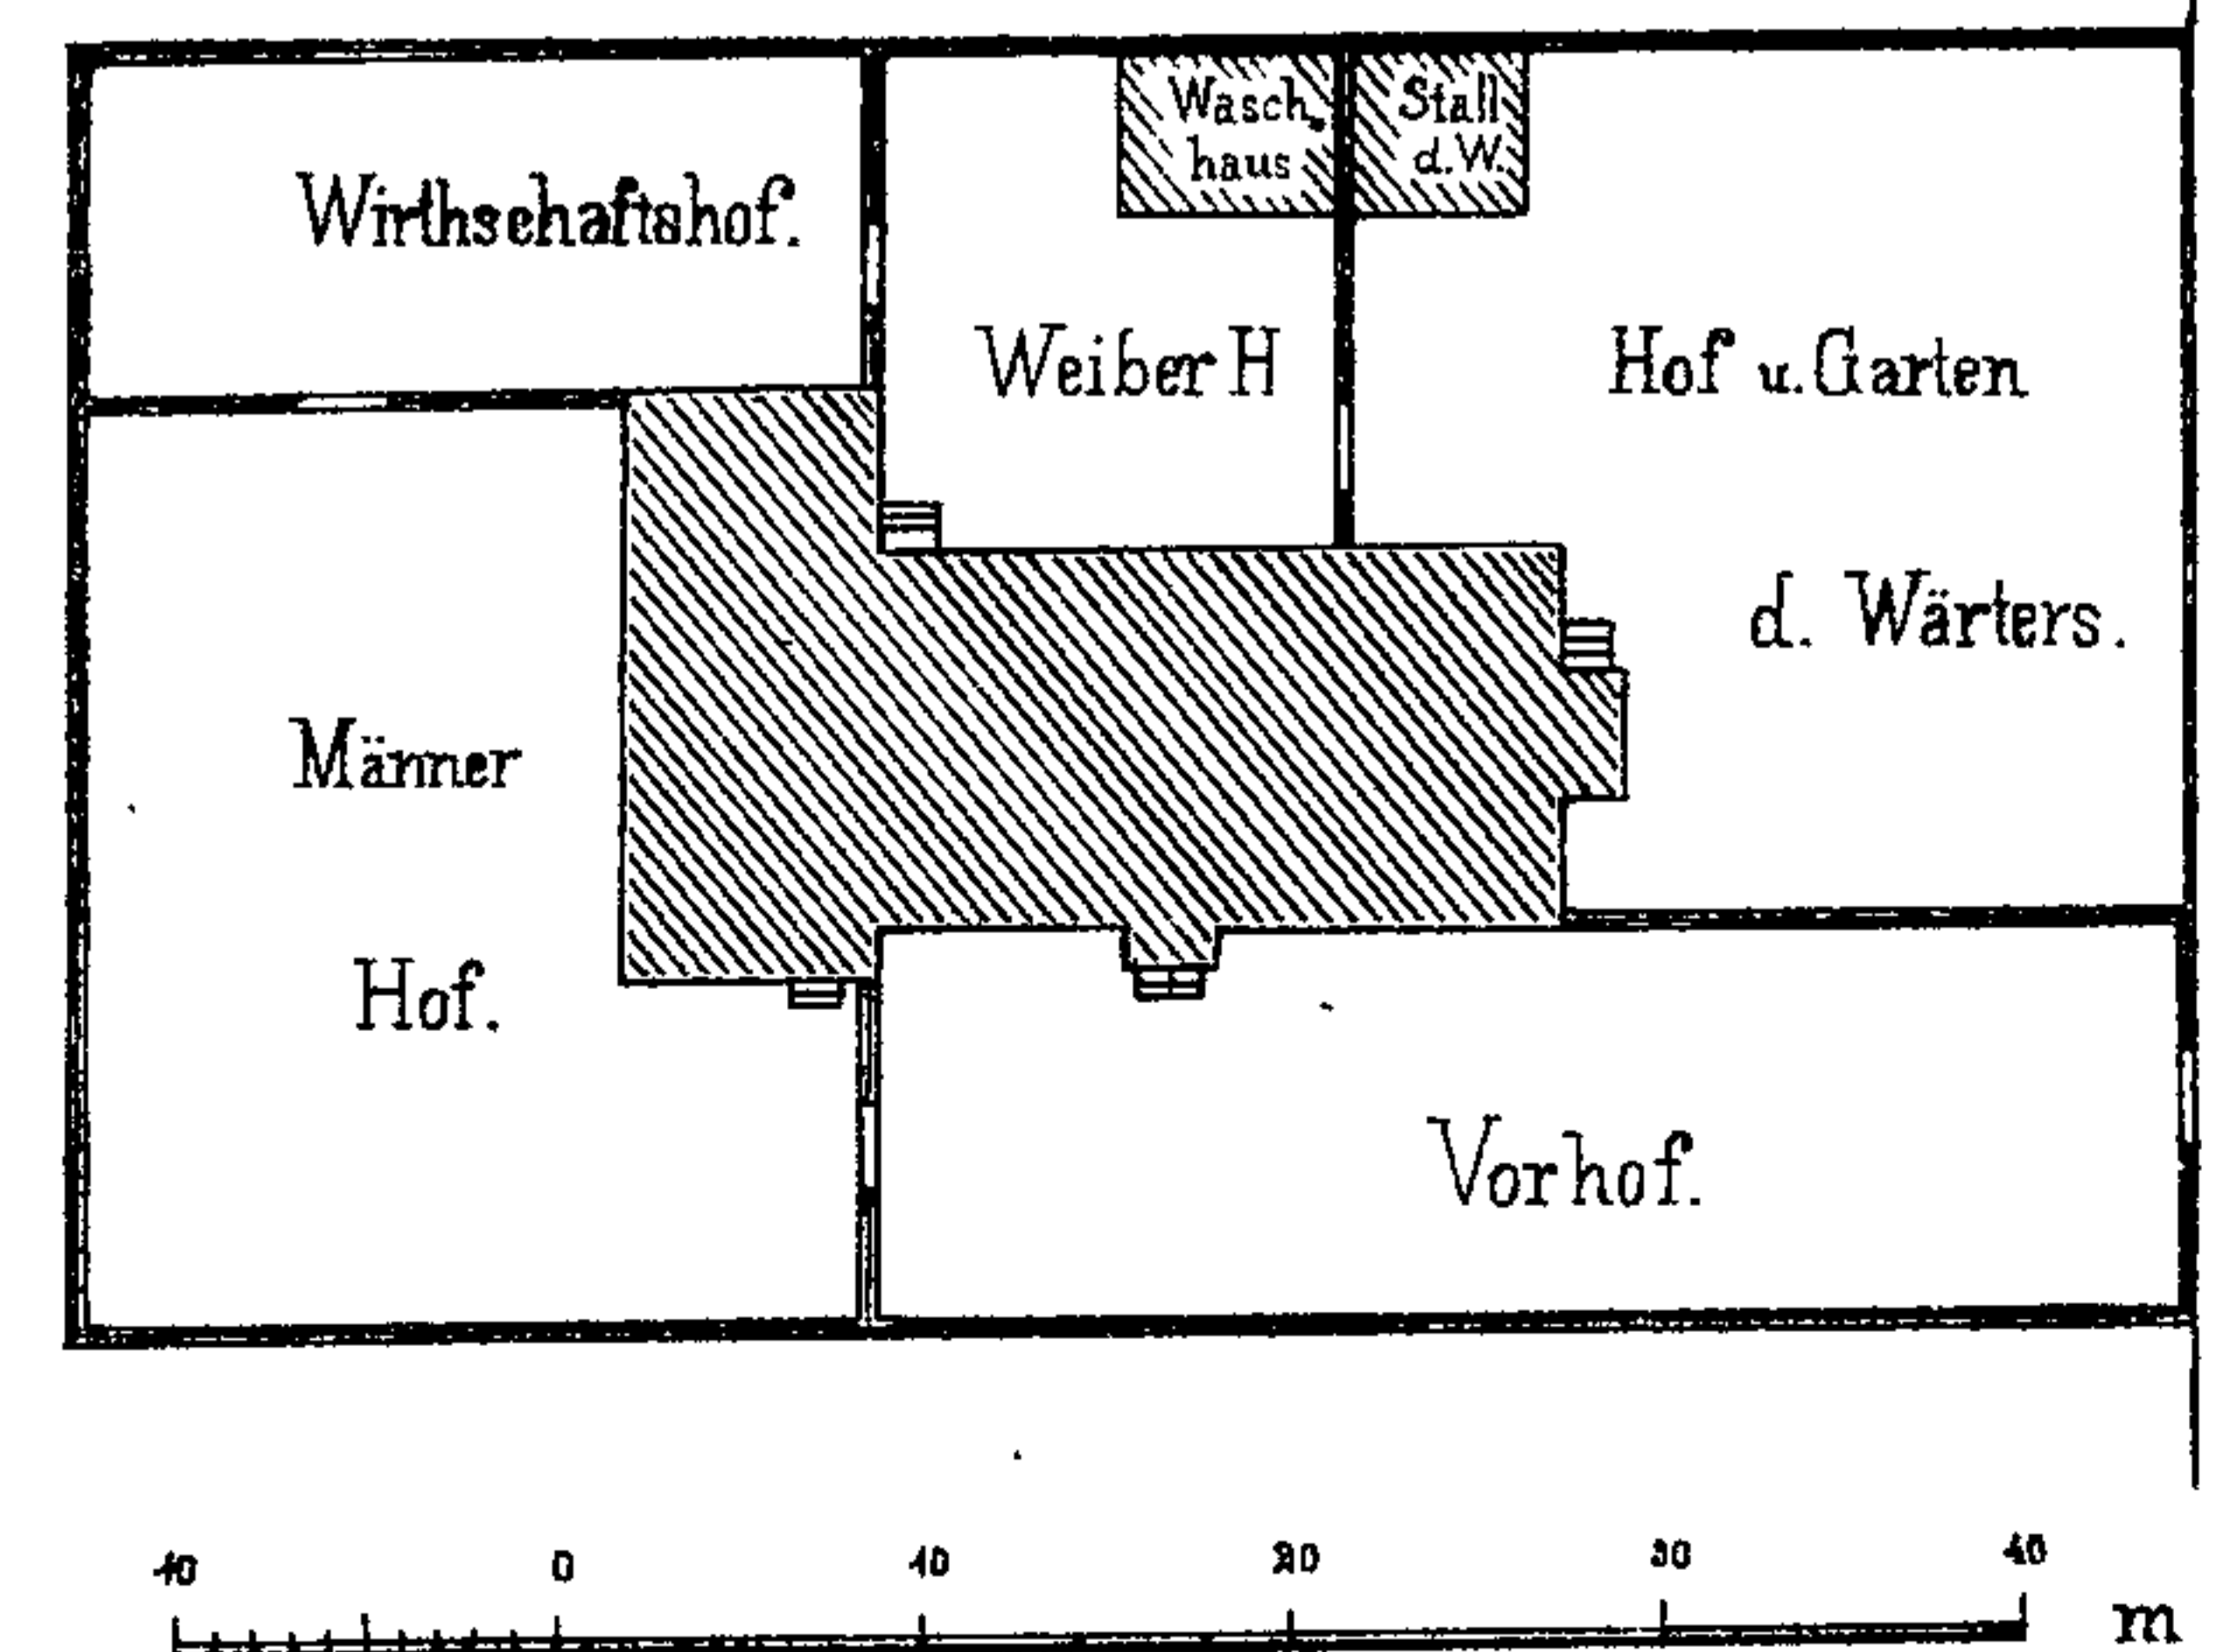 Wasch
haus
Stall
d. W.
Wirthschaftshof.
Weiber H
Hof u. Garten
d. Wärters.
Männer
Hof.
Vorhof.
10 0 10 20 30 40
m